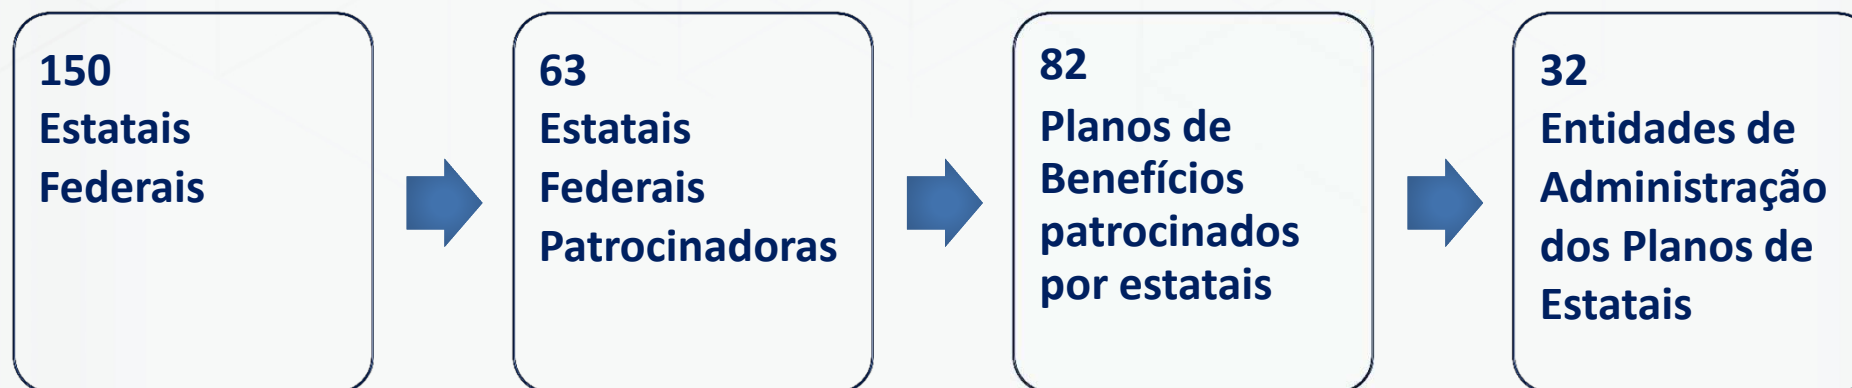 150
Estatais
Federais
63
Estatais
Federais
Patrocinadoras
82
Planos de
Benefícios
patrocinados
por estatais
32
Entidades de
Administração
dos Planos de
Estatais